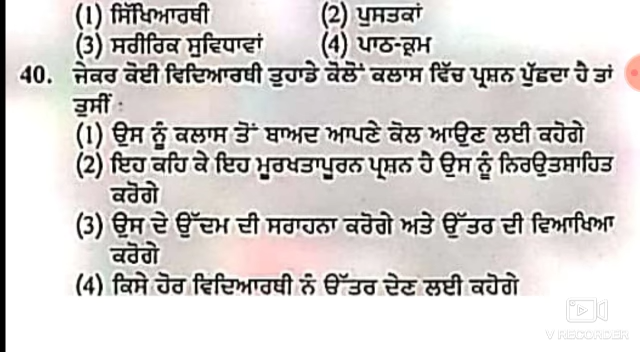 (1) ਸਿੱਖਿਆਰਥੀ (2) ਪੁਸਤਕਾਂ
(3) ਸਰੀਰਿਕ ਸੁਵਿਧਾਵਾਂ (4) ਪਾਠ-ਕ੍ਰਮ
40. ਜੇਕਰ ਕੋਈ ਵਿਦਿਆਰਥੀ ਤੁਹਾਡੇ ਕੋਲੋਂ ਕਲਾਸ ਵਿੱਚ ਪ੍ਰਸ਼ਨ ਪੁੱਛਦਾ ਹੈ ਤਾਂ
ਤੁਸੀਂ :
(1) ਉਸ ਨੂੰ ਕਲਾਸ ਤੋਂ ਬਾਅਦ ਆਪਣੇ ਕੋਲ ਆਉਣ ਲਈ ਕਹੋਗੇ
(2) ਇਹ ਕਹਿ ਕੇ ਇਹ ਮੂਰਖਤਾਪੂਰਨ ਪ੍ਰਸ਼ਨ ਹੈ ਉਸ ਨੂੰ ਨਿਰਉਤਸ਼ਾਹਿਤ
ਕਰੋਗੇ
(3) ਉਸ ਦੇ ਉੱਦਮ ਦੀ ਸਰਾਹਨਾ ਕਰੋਗੇ ਅਤੇ ਉੱਤਰ ਦੀ ਵਿਆਖਿਆ
ਕਰੋਗੇ
(4) ਕਿਸੇ ਹੋਰ ਵਿਦਿਆਰਥੀ ਨੂੰ ਉੱਤਰ ਦੇਣ ਲਈ ਕਹੋਗੇ
V RECORDER